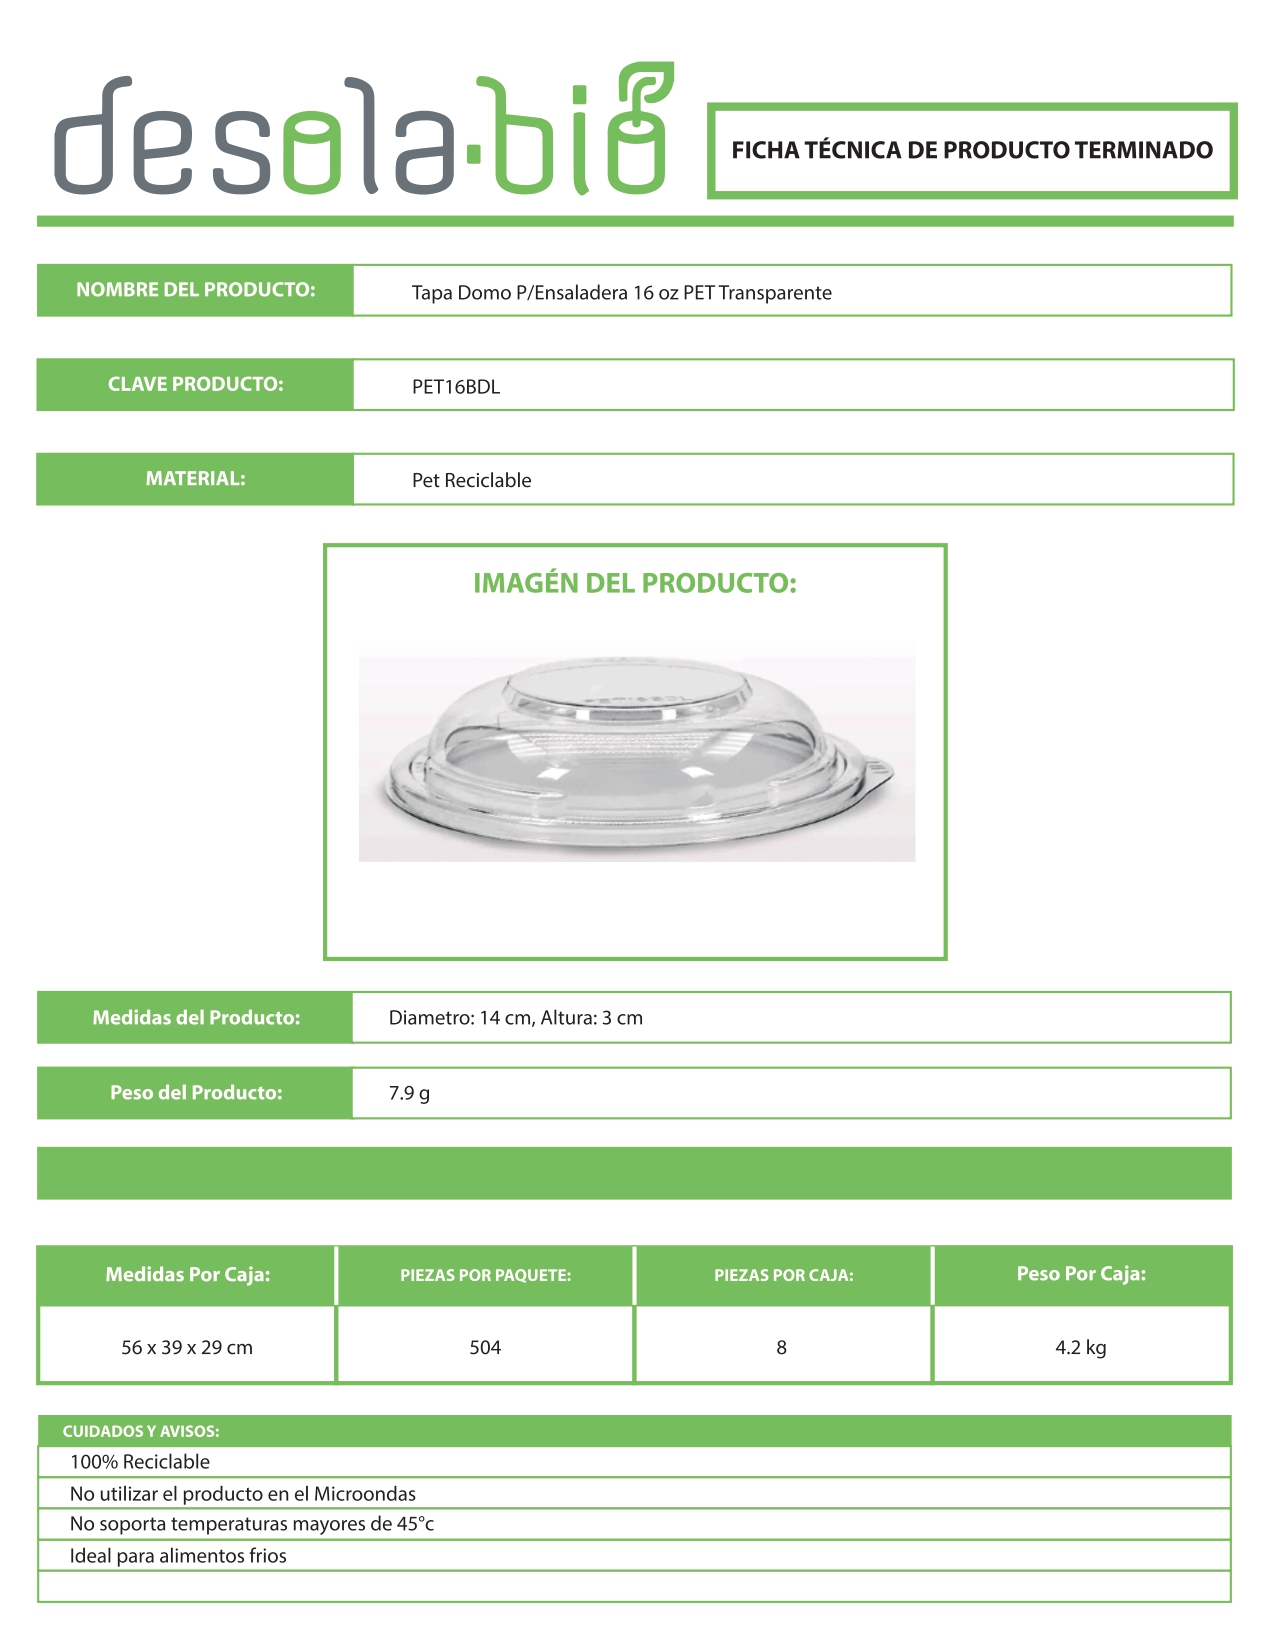 desola.bio
FICHA TÉCNICA DE PRODUCTO TERMINADO
NOMBRE DEL PRODUCTO:
Tapa Domo P/Ensaladera 16 oz PET Transparente
CLAVE PRODUCTO:
PET16BDL
MATERIAL:
Pet Reciclable
IMAGÉN DEL PRODUCTO:
Medidas del Producto:
Diametro: 14 cm, Altura: 3 cm
Peso del Producto:
7.9 g
Medidas Por Caja: PIEZAS POR PAQUETE: PIEZAS POR CAJA: Peso Por Caja:
56 x 39 x 29 cm 504 8 4.2 kg
CUIDADOS Y AVISOS:
100% Reciclable
No utilizar el producto en el Microondas
No soporta temperaturas mayores de 45°c
Ideal para alimentos frios